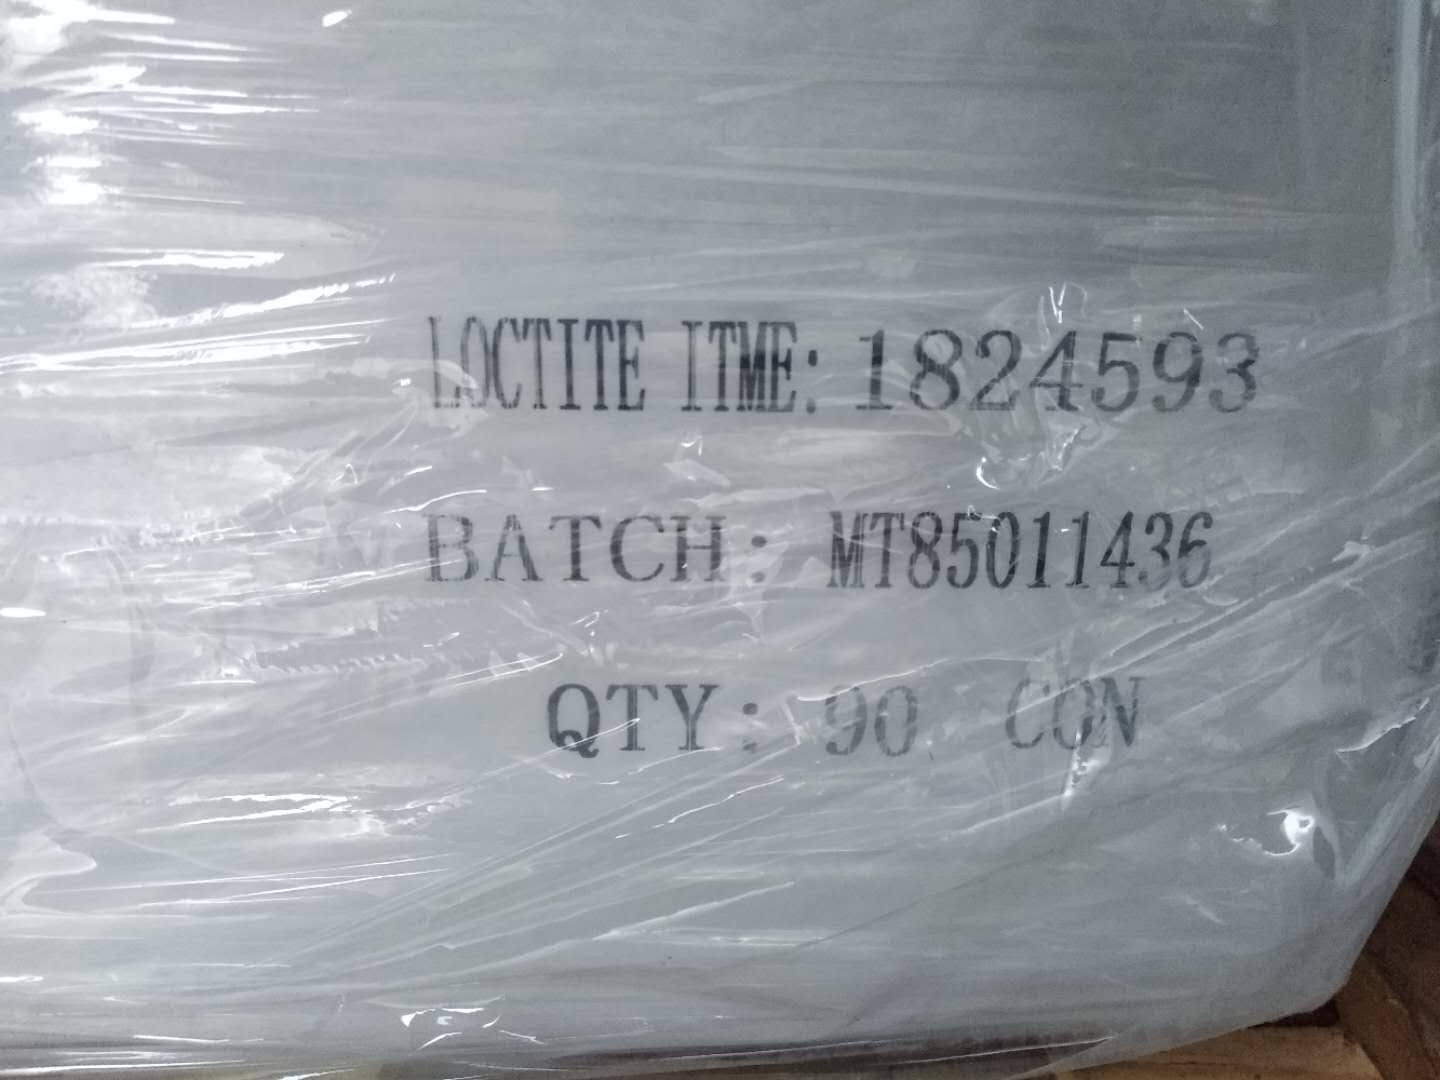 LOCTITE ITME: 1824593
BATCH: MT85011436
QTY: 90 CON